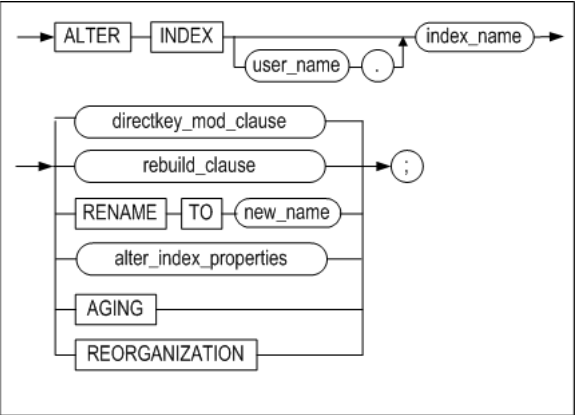 ALTER INDEX index_name
user_name .
directkey_mod_clause
rebuild_clause ;
RENAME TO new_name
alter_index_properties
AGING
REORGANIZATION